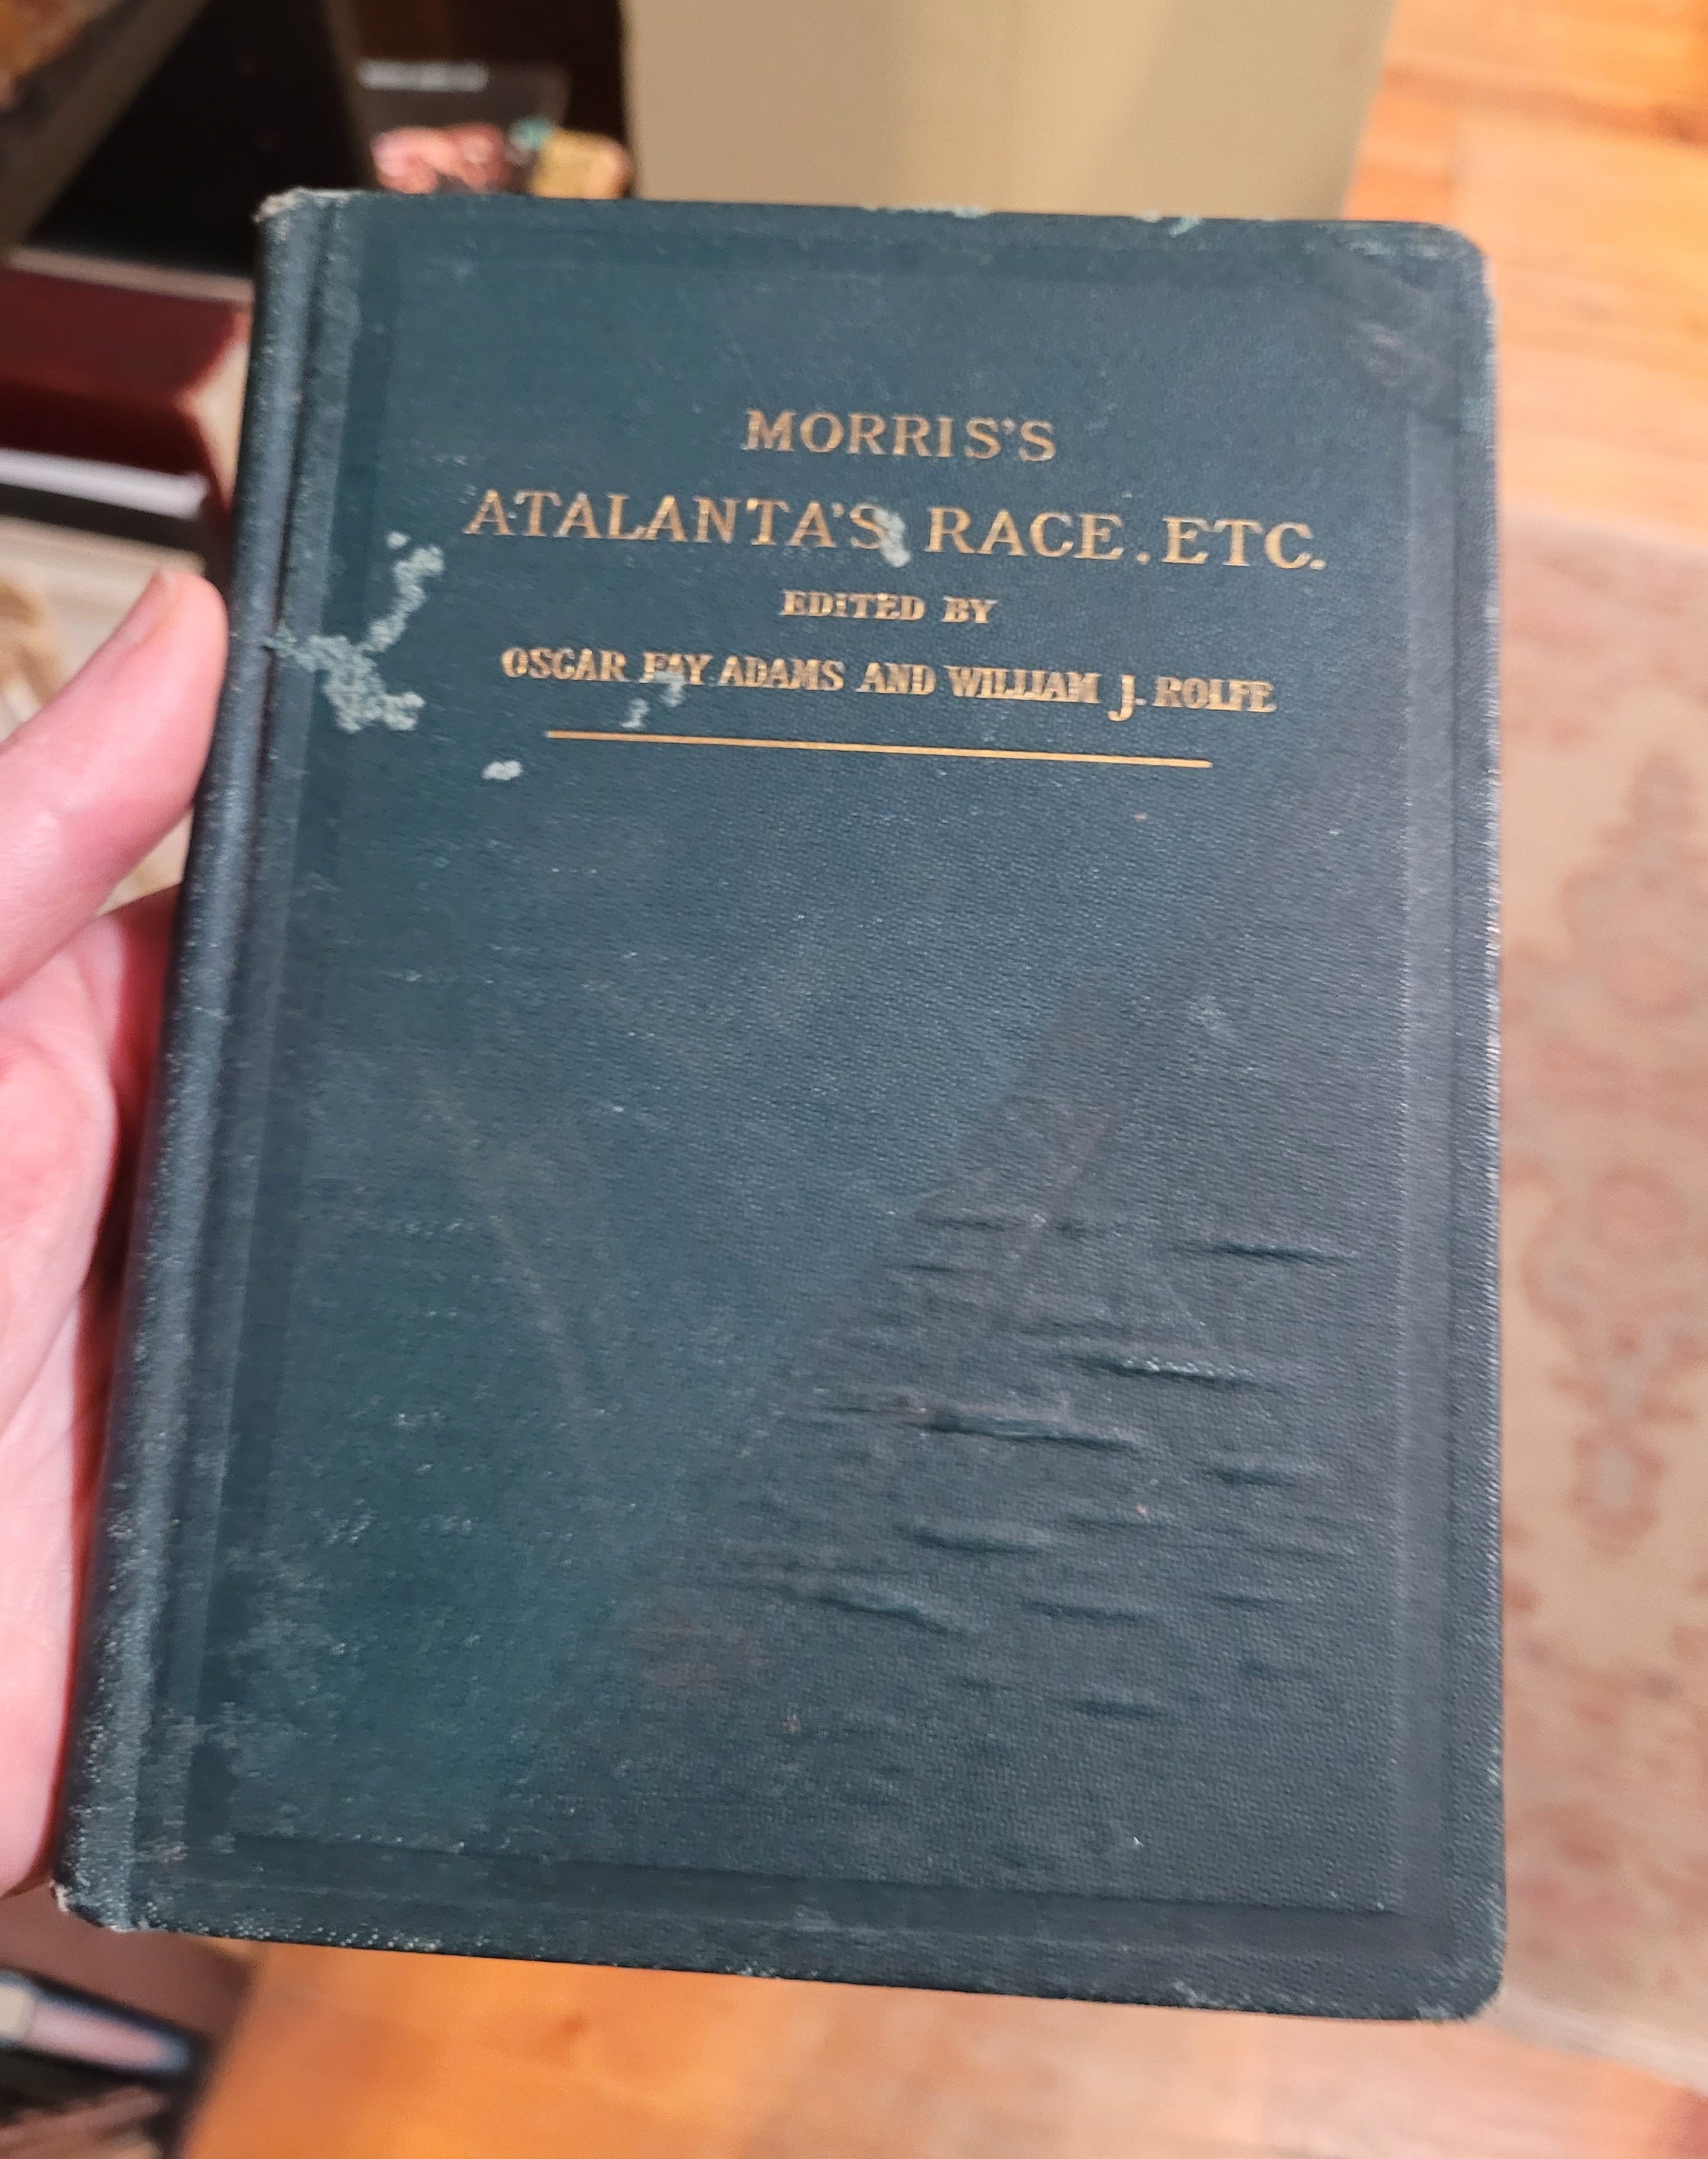 MORRIS'S
ATALANTA'S RACE, ETC.
EDITED BY
OSCAR FAY ADAMS AND WILLIAM J. ROLFE